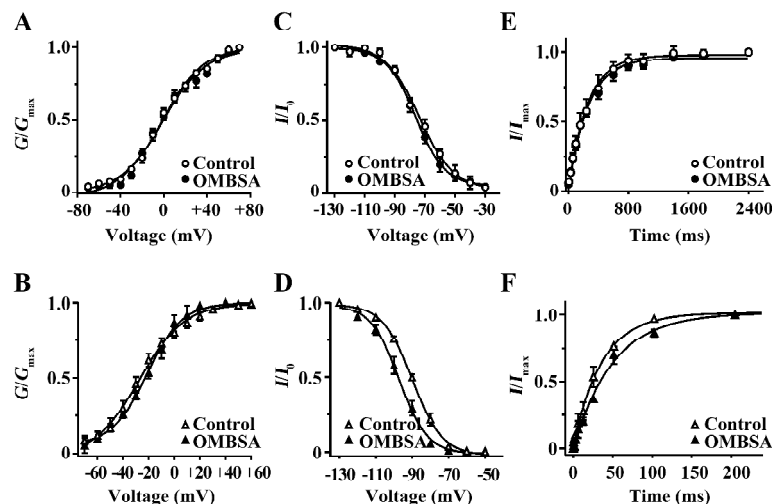 A
G/Gmax
1.0
0.5
0
Control
OMBSA
-80 -40 0 +40 +80
Voltagc (mV)
C
I/I0
1.0
0.5
0
Control
OMBSA
-130 -110 -90 -70 -50 -30
Voltagc (mV)
E
I/Imax
1.0
0.5
0
Control
OMBSA
0 800 1600 2400
Timc (ms)
B
G/Gmax
1.0
0.5
0
Control
OMBSA
-60 -40 -20 0 +20 +40 +60
Voltage (mV)
D
I/I0
1.0
0.5
0
Control
OMBSA
-130 -110 -90 -70 -50
Voltage (mV)
F
I/Imax
1.0
0.5
0
Control
OMBSA
0 50 100 150 200
Time (ms)